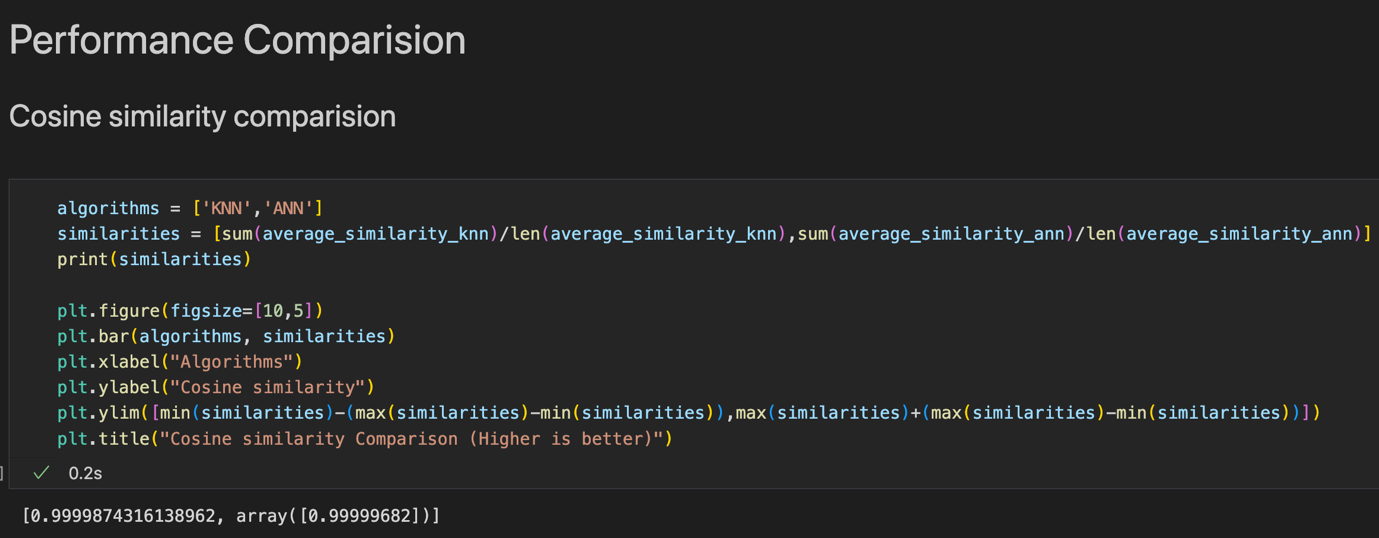 Performance Comparision
Cosine similarity comparision
algorithms = ['KNN','ANN']
similarities = [sum(average_similarity_knn)/len(average_similarity_knn),sum(average_similarity_ann)/len(average_similarity_ann)]
print(similarities)
plt.figure(figsize=[10,5])
plt.bar(algorithms, similarities)
plt.xlabel("Algorithms")
plt.ylabel("Cosine similarity")
plt.ylim([min(similarities)-(max(similarities)-min(similarities)),max(similarities)+(max(similarities)-min(similarities))])
plt.title("Cosine similarity Comparison (Higher is better)")
] ✓ 0.2s
[0.9999874316138962, array([0.99999682])]